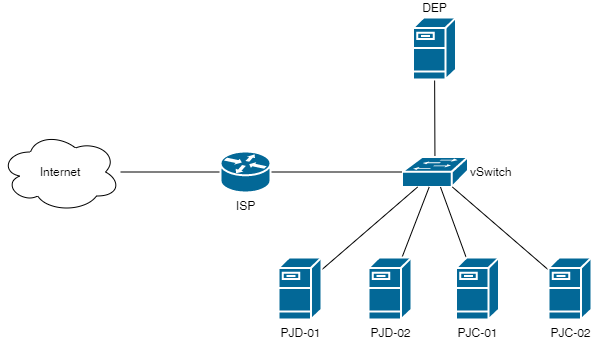 DEP
Internet
vSwitch
ISP
PJD-01
PJD-02
PJC-01
PJC-02